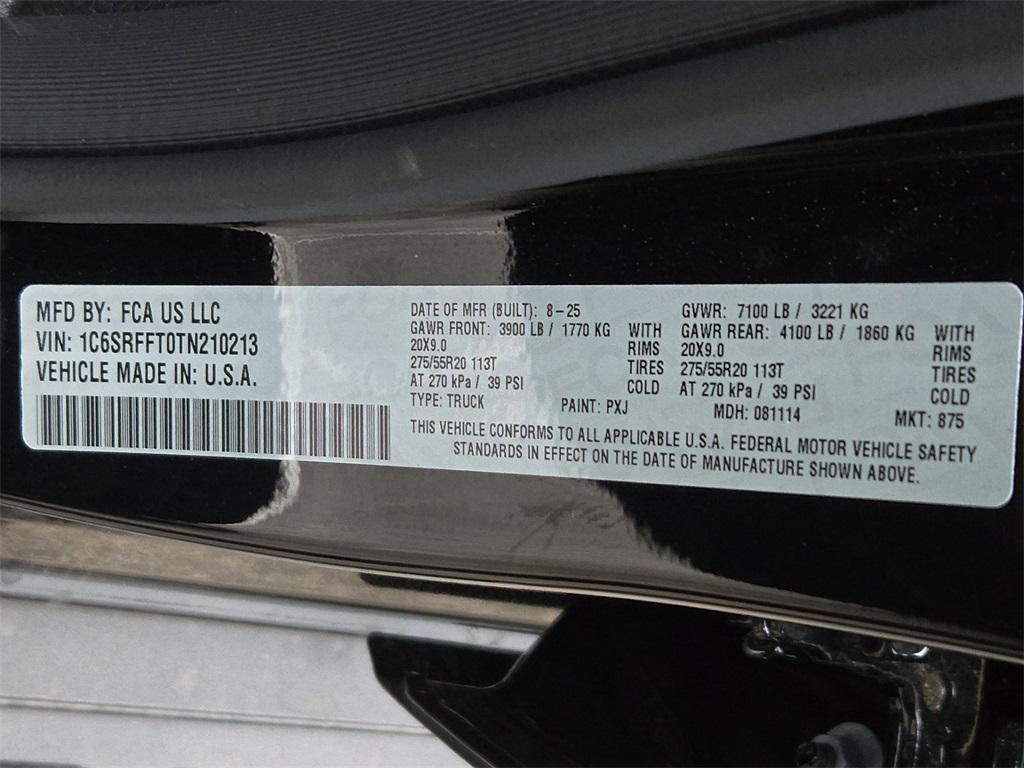 MFD BY: FCA US LLC
VIN: 1C6SRFFT0TN210213
VEHICLE MADE IN: U.S.A.
DATE OF MFR (BUILT): 8-25
GAWR FRONT: 3900 LB / 1770 KG WITH
20X9.0 RIMS
275/55R20 113T TIRES
AT 270 kPa / 39 PSI COLD
TYPE: TRUCK PAINT: PXJ
GVWR: 7100 LB / 3221 KG
GAWR REAR: 4100 LB / 1860 KG WITH
20X9.0 RIMS
275/55R20 113T TIRES
AT 270 kPa / 39 PSI COLD
MDH: 081114 MKT: 875
THIS VEHICLE CONFORMS TO ALL APPLICABLE U.S.A. FEDERAL MOTOR VEHICLE SAFETY
STANDARDS IN EFFECT ON THE DATE OF MANUFACTURE SHOWN ABOVE.